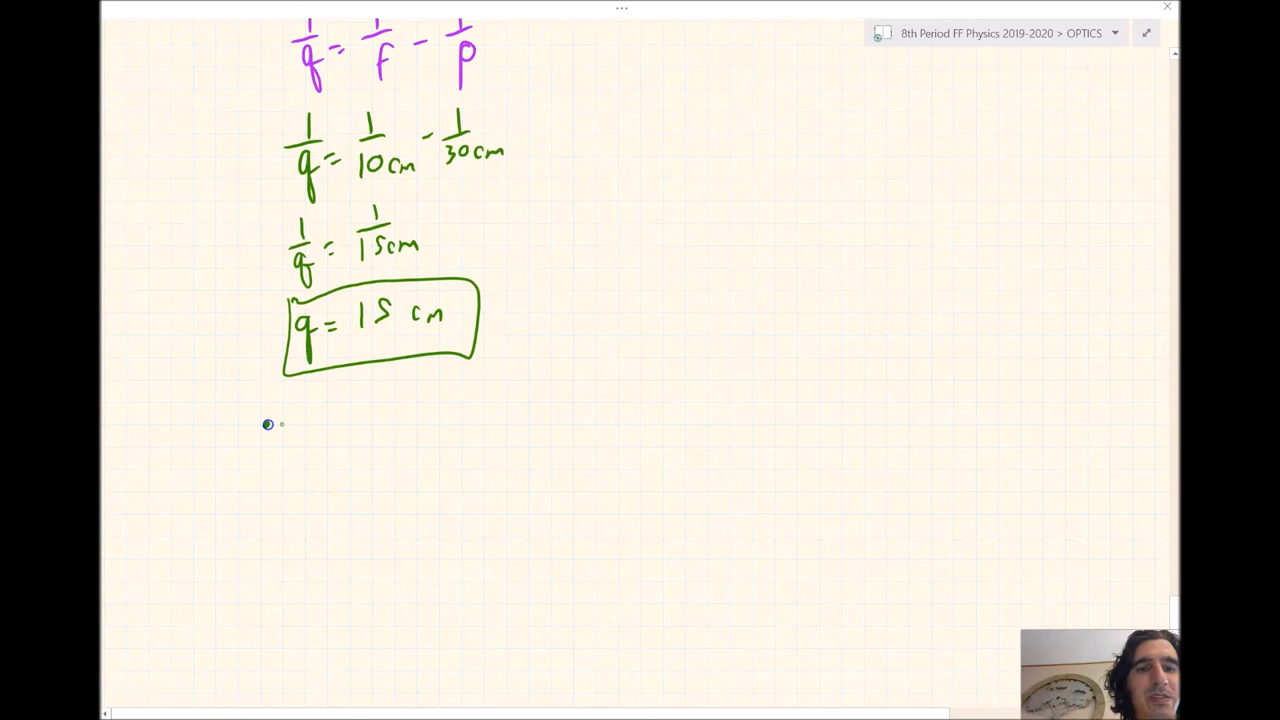 ...
8th Period FF Physics 2019-2020 > OPTICS
1/q = 1/f - 1/p
1/q = 1/10cm - 1/30cm
1/q = 1/15cm
q = 15 cm